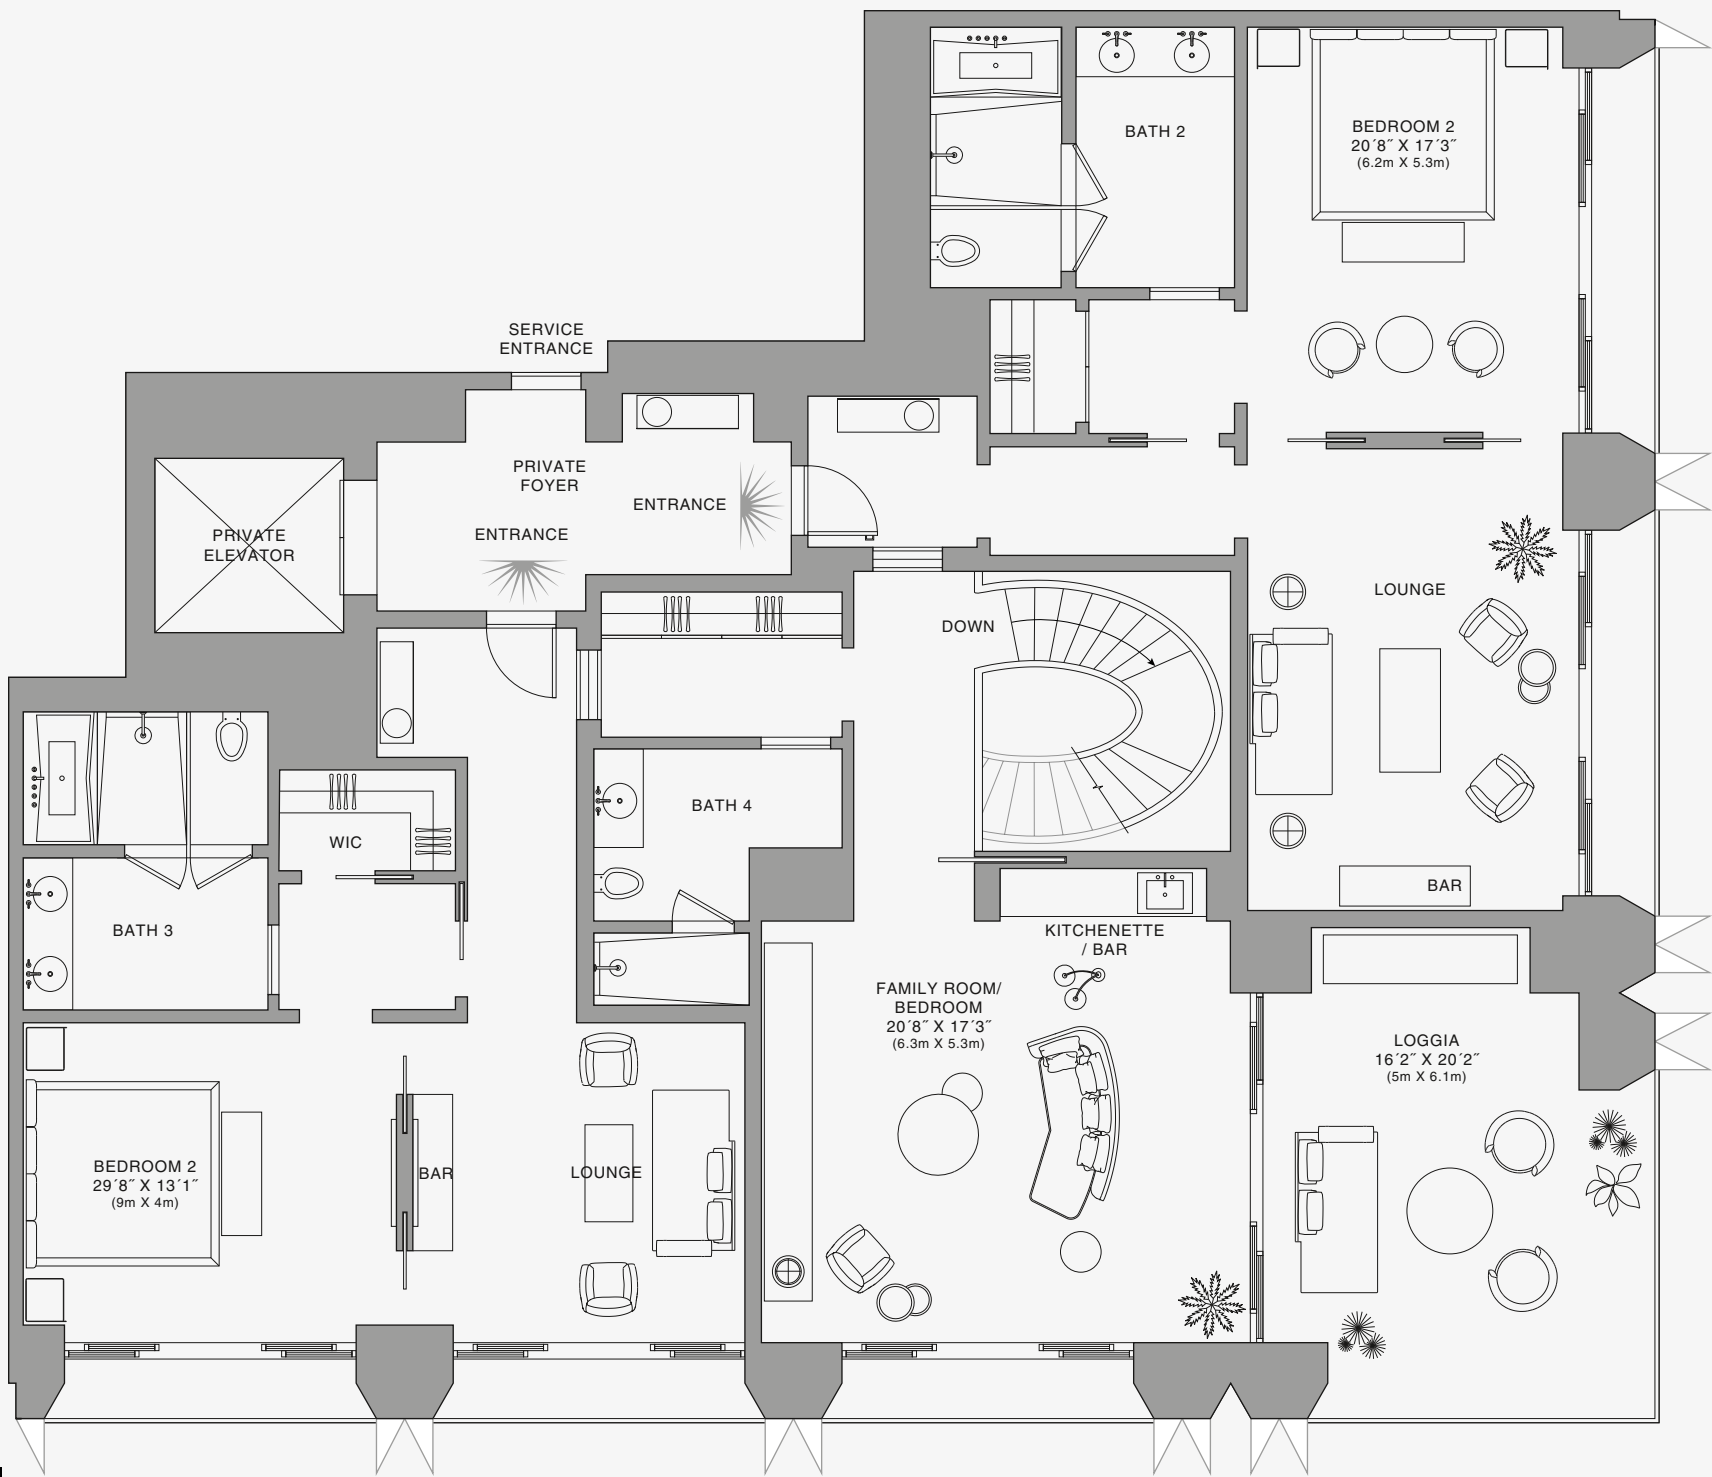 BATH 2
BEDROOM 2
20´8˝ X 17´3˝
(6.2m X 5.3m)
SERVICE
ENTRANCE
PRIVATE
FOYER
ENTRANCE
ENTRANCE
PRIVATE
ELEVATOR
LOUNGE
DOWN
BATH 4
WIC
BAR
BATH 3
KITCHENETTE
/ BAR
FAMILY ROOM/
BEDROOM
20´8˝ X 17´3˝
(6.3m X 5.3m)
LOGGIA
16´2˝ X 20´2˝
(5m X 6.1m)
BEDROOM 2
29´8˝ X 13´1˝
(9m X 4m)
BAR
LOUNGE